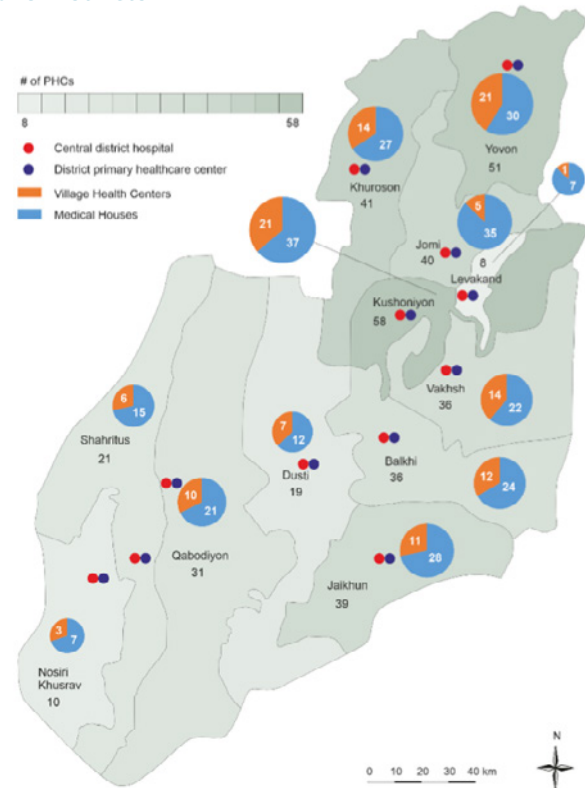 # of PHCs
8 58
Central district hospital
District primary healthcare center
Village Health Centers
Medical Houses
21
30
Yovon
51
14
27
Khuroson
41
1
7
5
35
8
Levakand
Jomi
40
21
37
Kushoniyon
58
Vakhsh
36
14
22
6
15
Shahritus
21
7
12
Dusti
19
Balkhi
36
12
24
10
21
Qabodiyon
31
11
28
Jaikhun
39
3
7
Nosiri
Khusrav
10
N
0 10 20 30 40 km